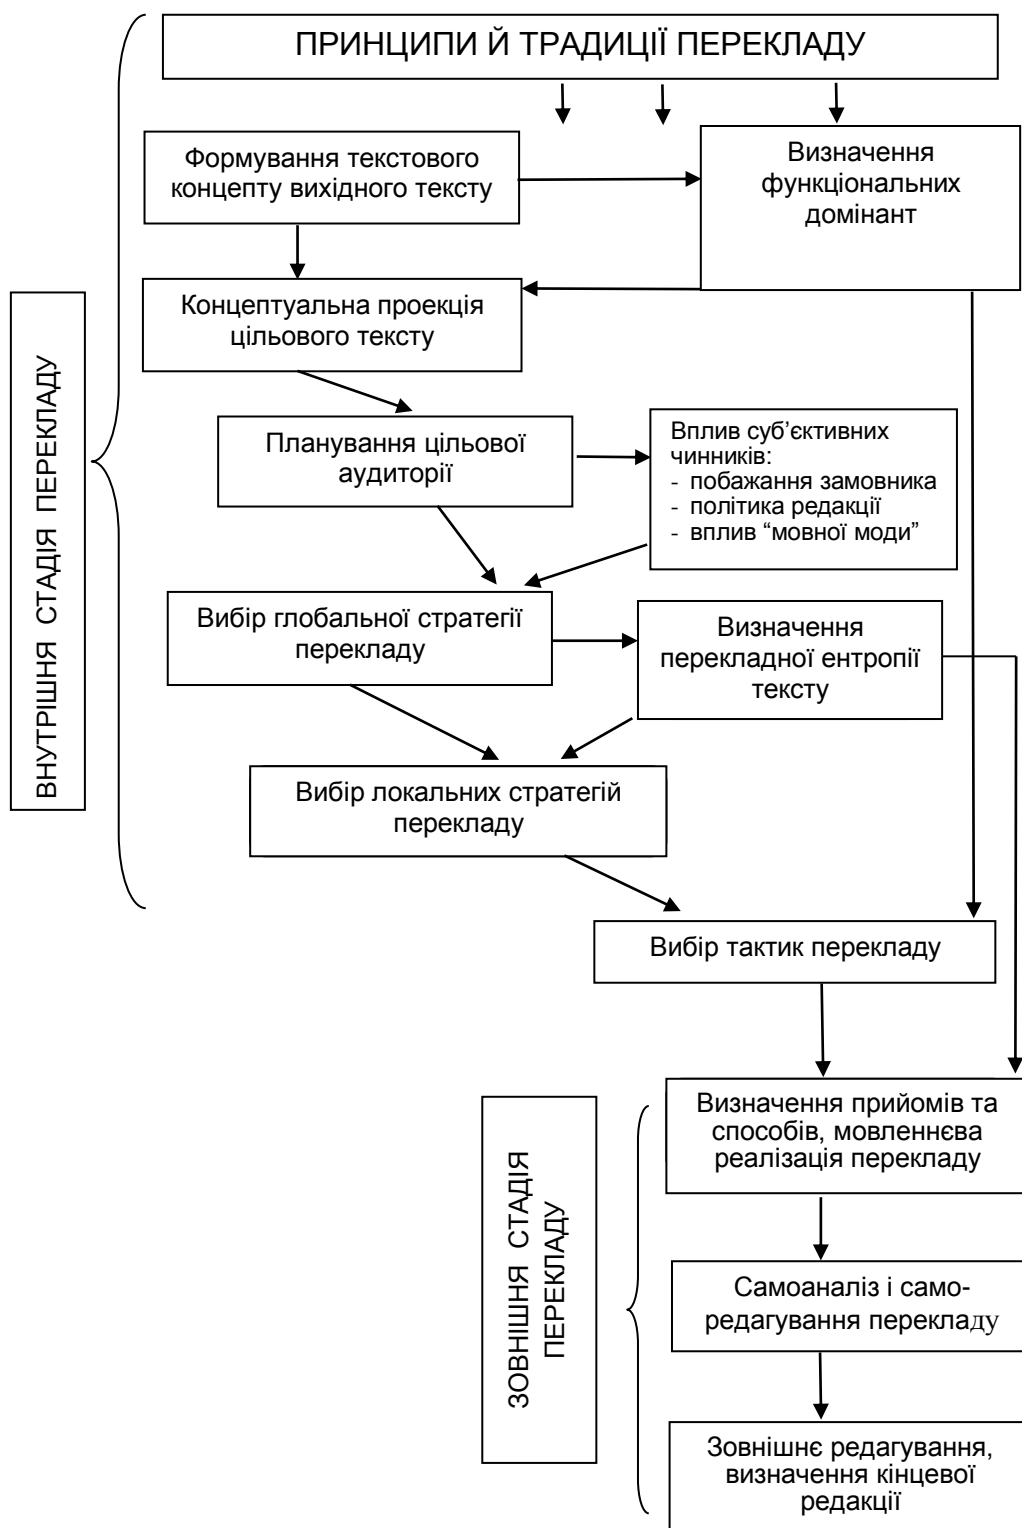 ПРИНЦИПИ Й ТРАДИЦІЇ ПЕРЕКЛАДУ
Формування текстового
концепту вихідного тексту
Визначення
функціональних
домінант
Концептуальна проекція
цільового тексту
ВНУТРІШНЯ СТАДІЯ ПЕРЕКЛАДУ
Планування цільової
аудиторії
Вплив суб’єктивних
чинників:
- побажання замовника
- політика редакції
- вплив “мовної моди”
Вибір глобальної стратегії
перекладу
Визначення
перекладної ентропії
тексту
Вибір локальних стратегій
перекладу
Вибір тактик перекладу
ЗОВНІШНЯ СТАДІЯ
ПЕРЕКЛАДУ
Визначення прийомів та
способів, мовленнєва
реалізація перекладу
Самоаналіз і само-
редагування перекладу
Зовнішнє редагування,
визначення кінцевої
редакції